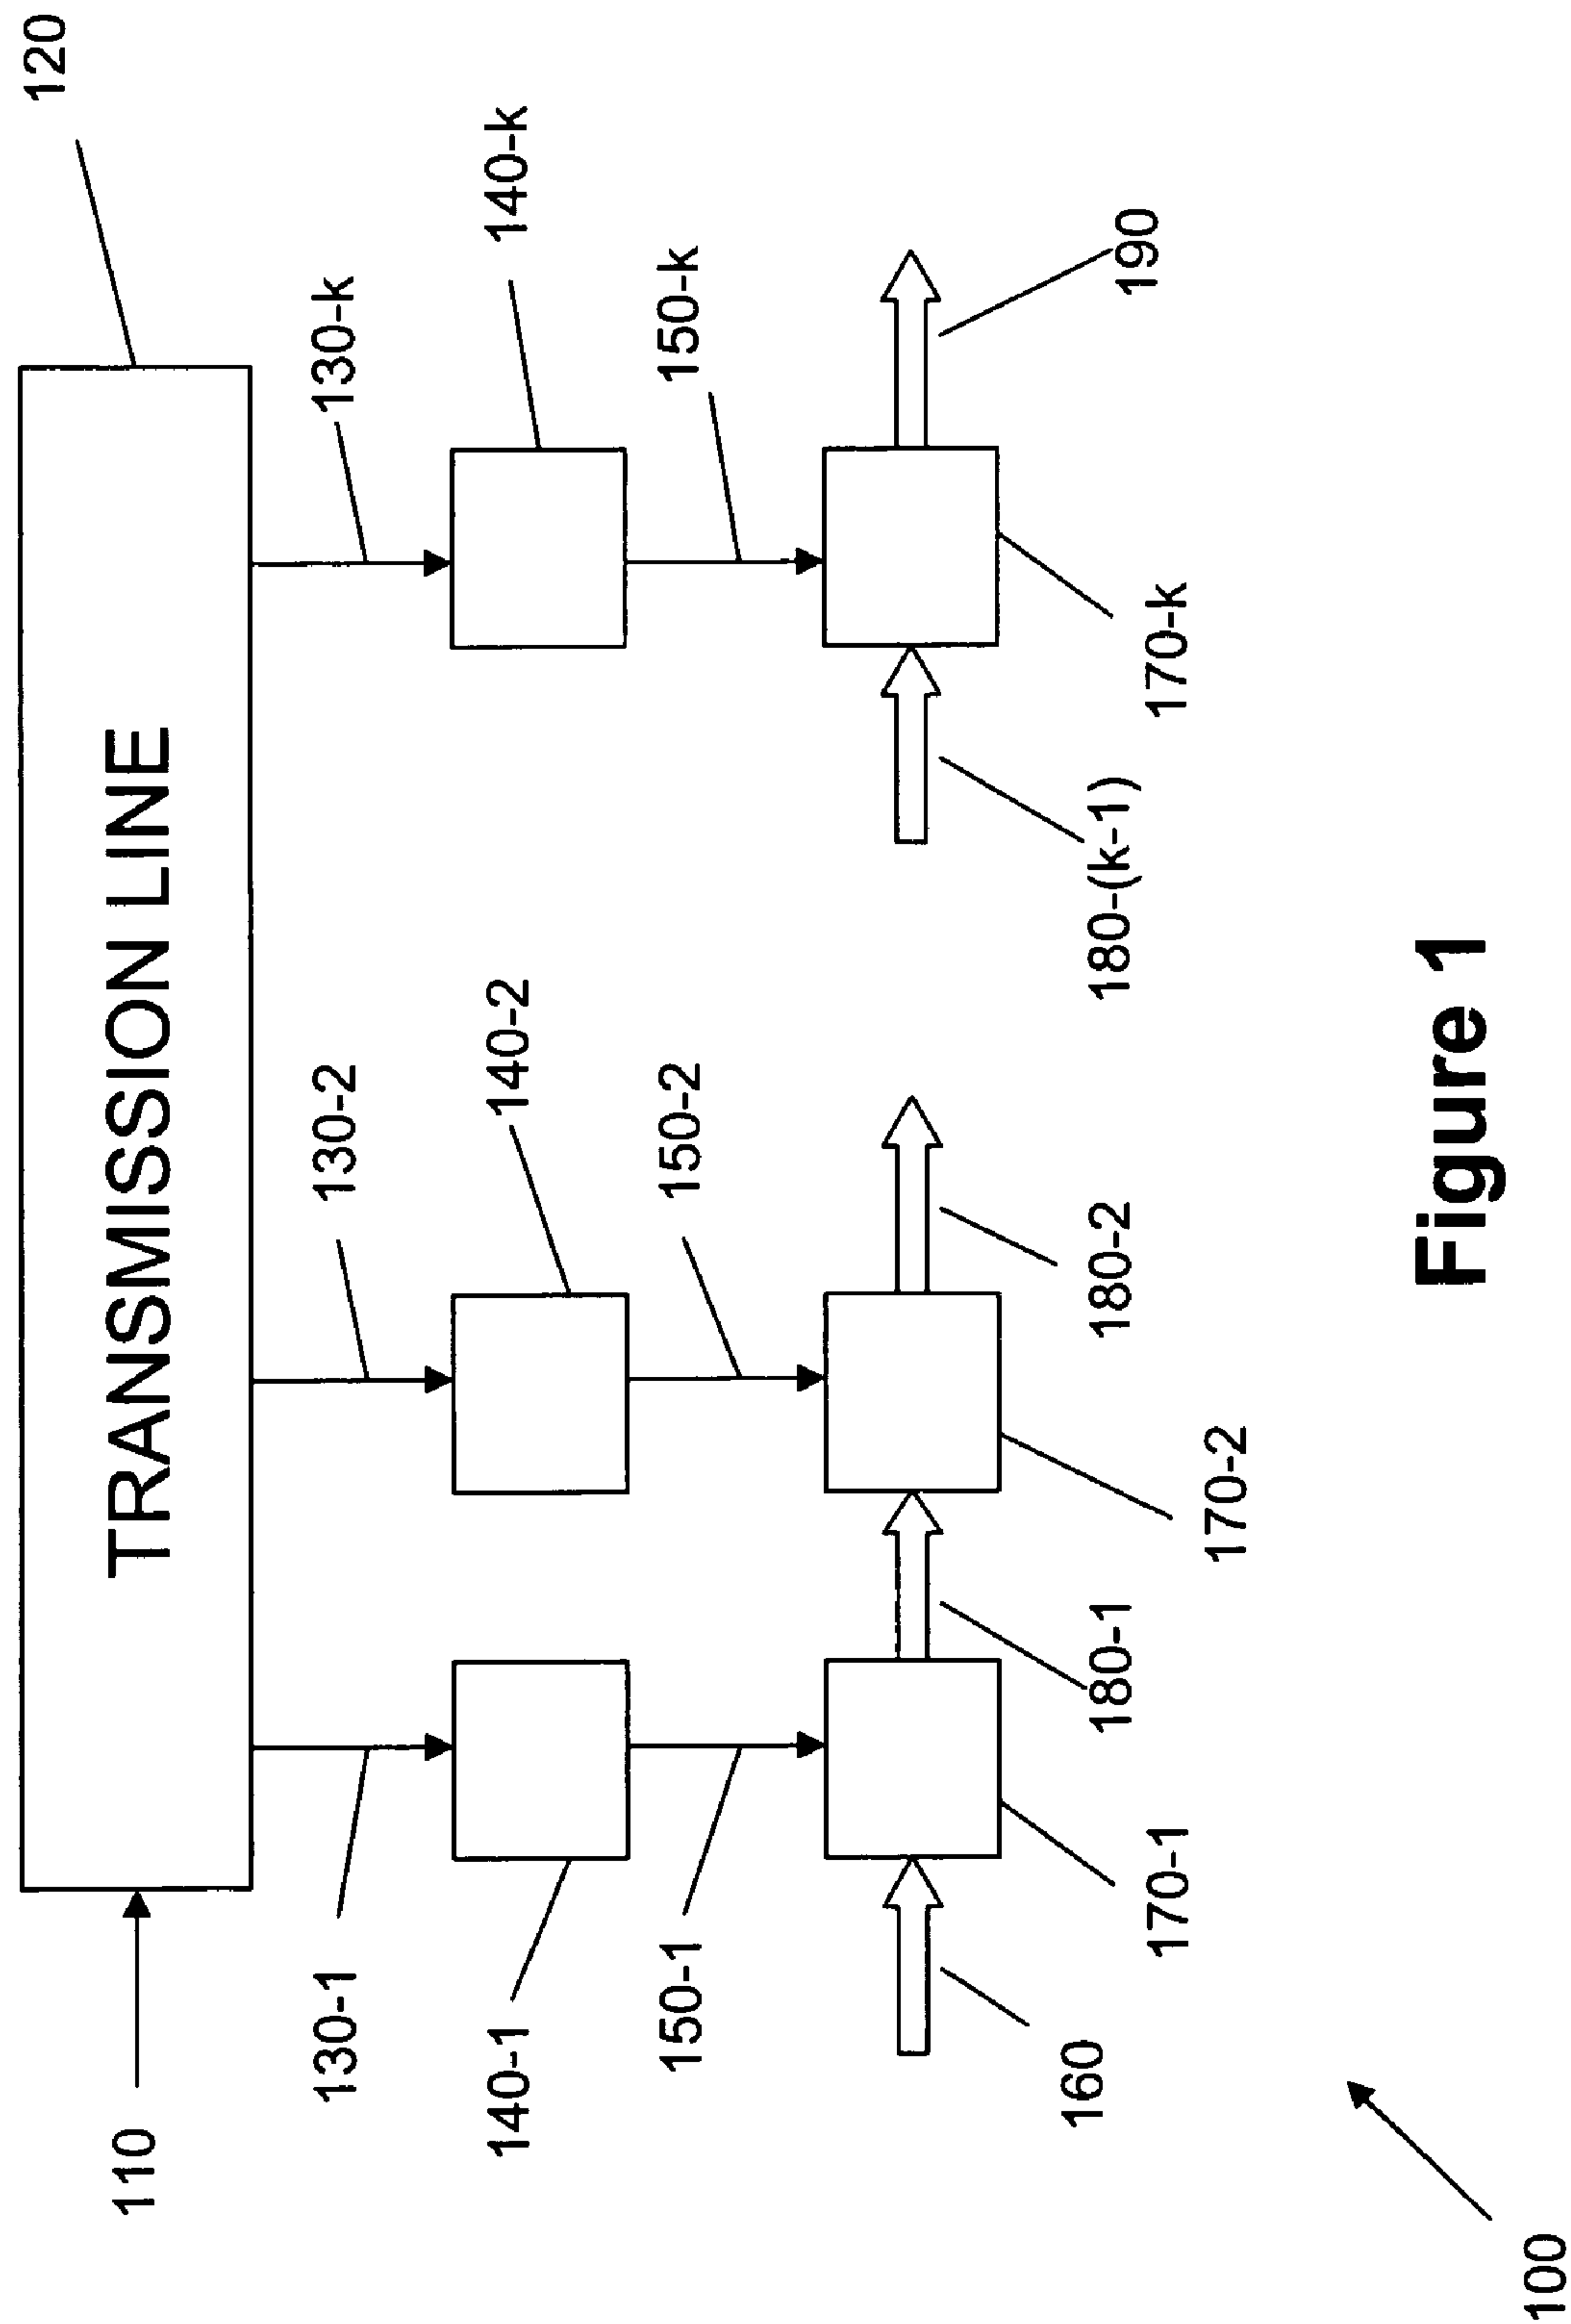 120
TRANSMISSION LINE
110
130-1
130-2
130-k
140-1
140-2
140-k
150-1
150-2
150-k
160
180-1
180-2
180-(k-1)
190
170-1
170-2
170-k
Figure 1
100